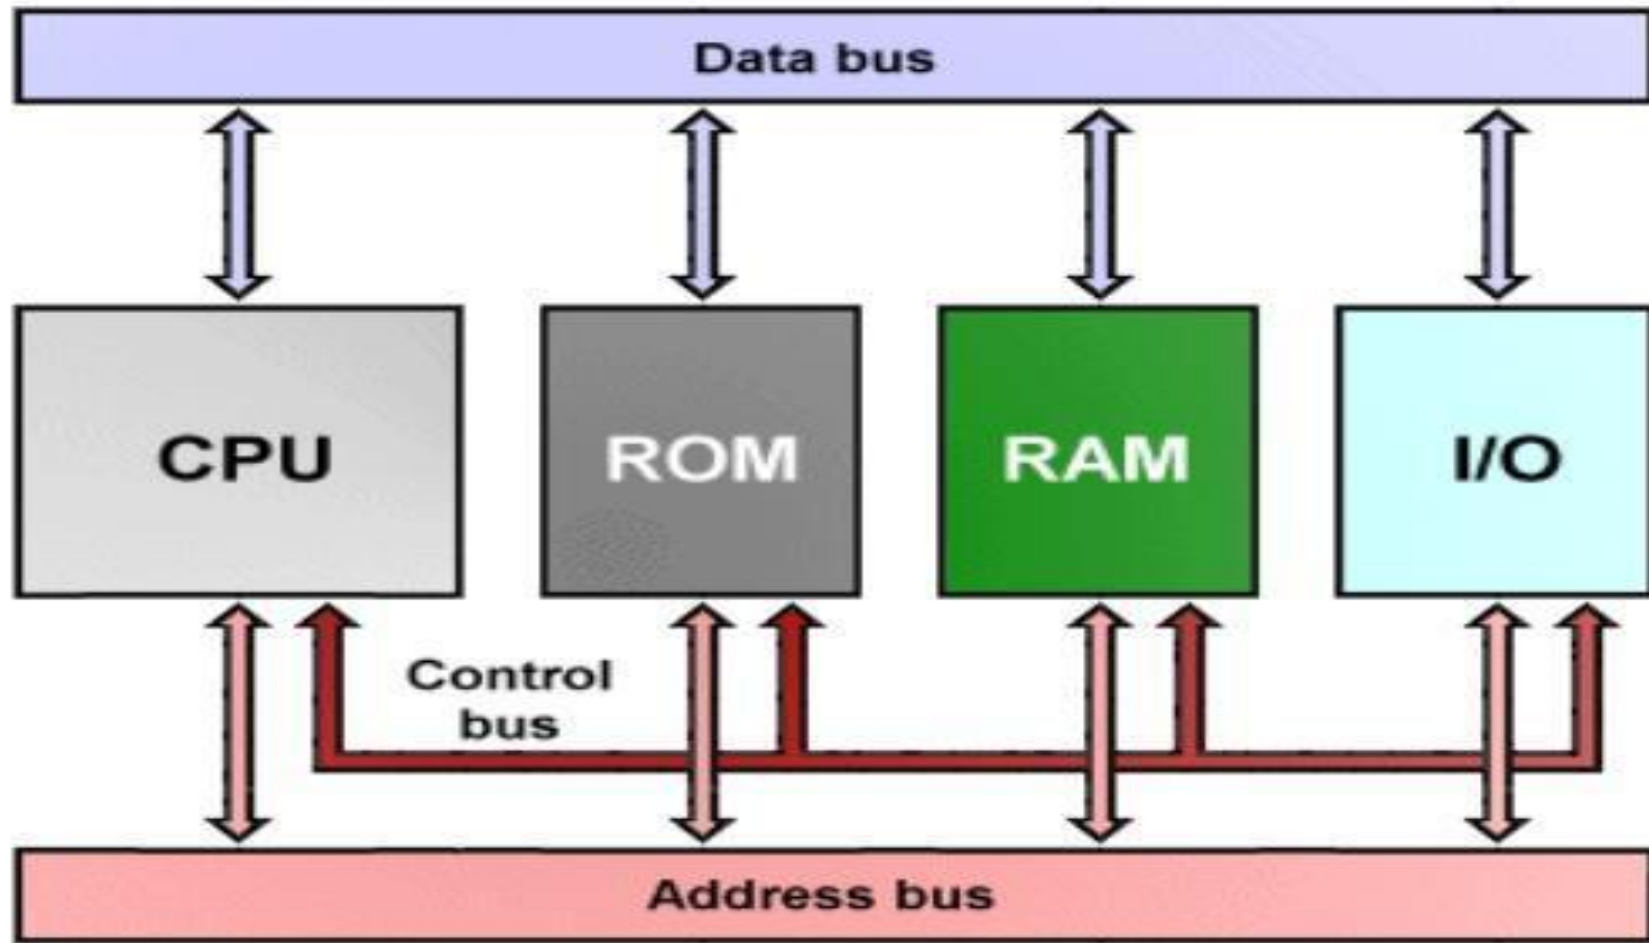 Data bus
CPU
ROM
RAM
I/O
Control
bus
Address bus